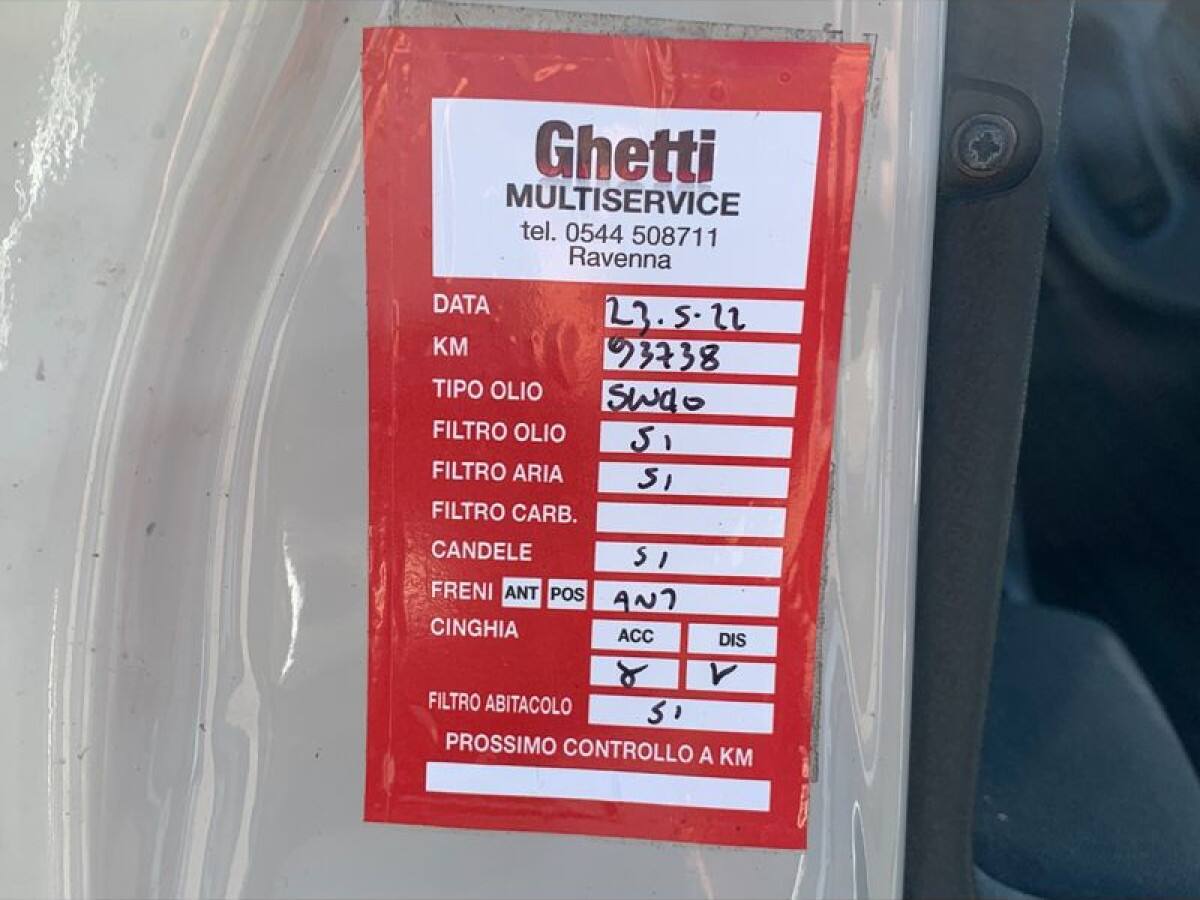 Ghetti
MULTISERVICE
tel. 0544 508711
Ravenna
DATA 23.5.22
KM 93738
TIPO OLIO 5W40
FILTRO OLIO SI
FILTRO ARIA SI
FILTRO CARB.
CANDELE SI
FRENI ANT POS ANT
CINGHIA ACC DIS
V V
FILTRO ABITACOLO SI
PROSSIMO CONTROLLO A KM